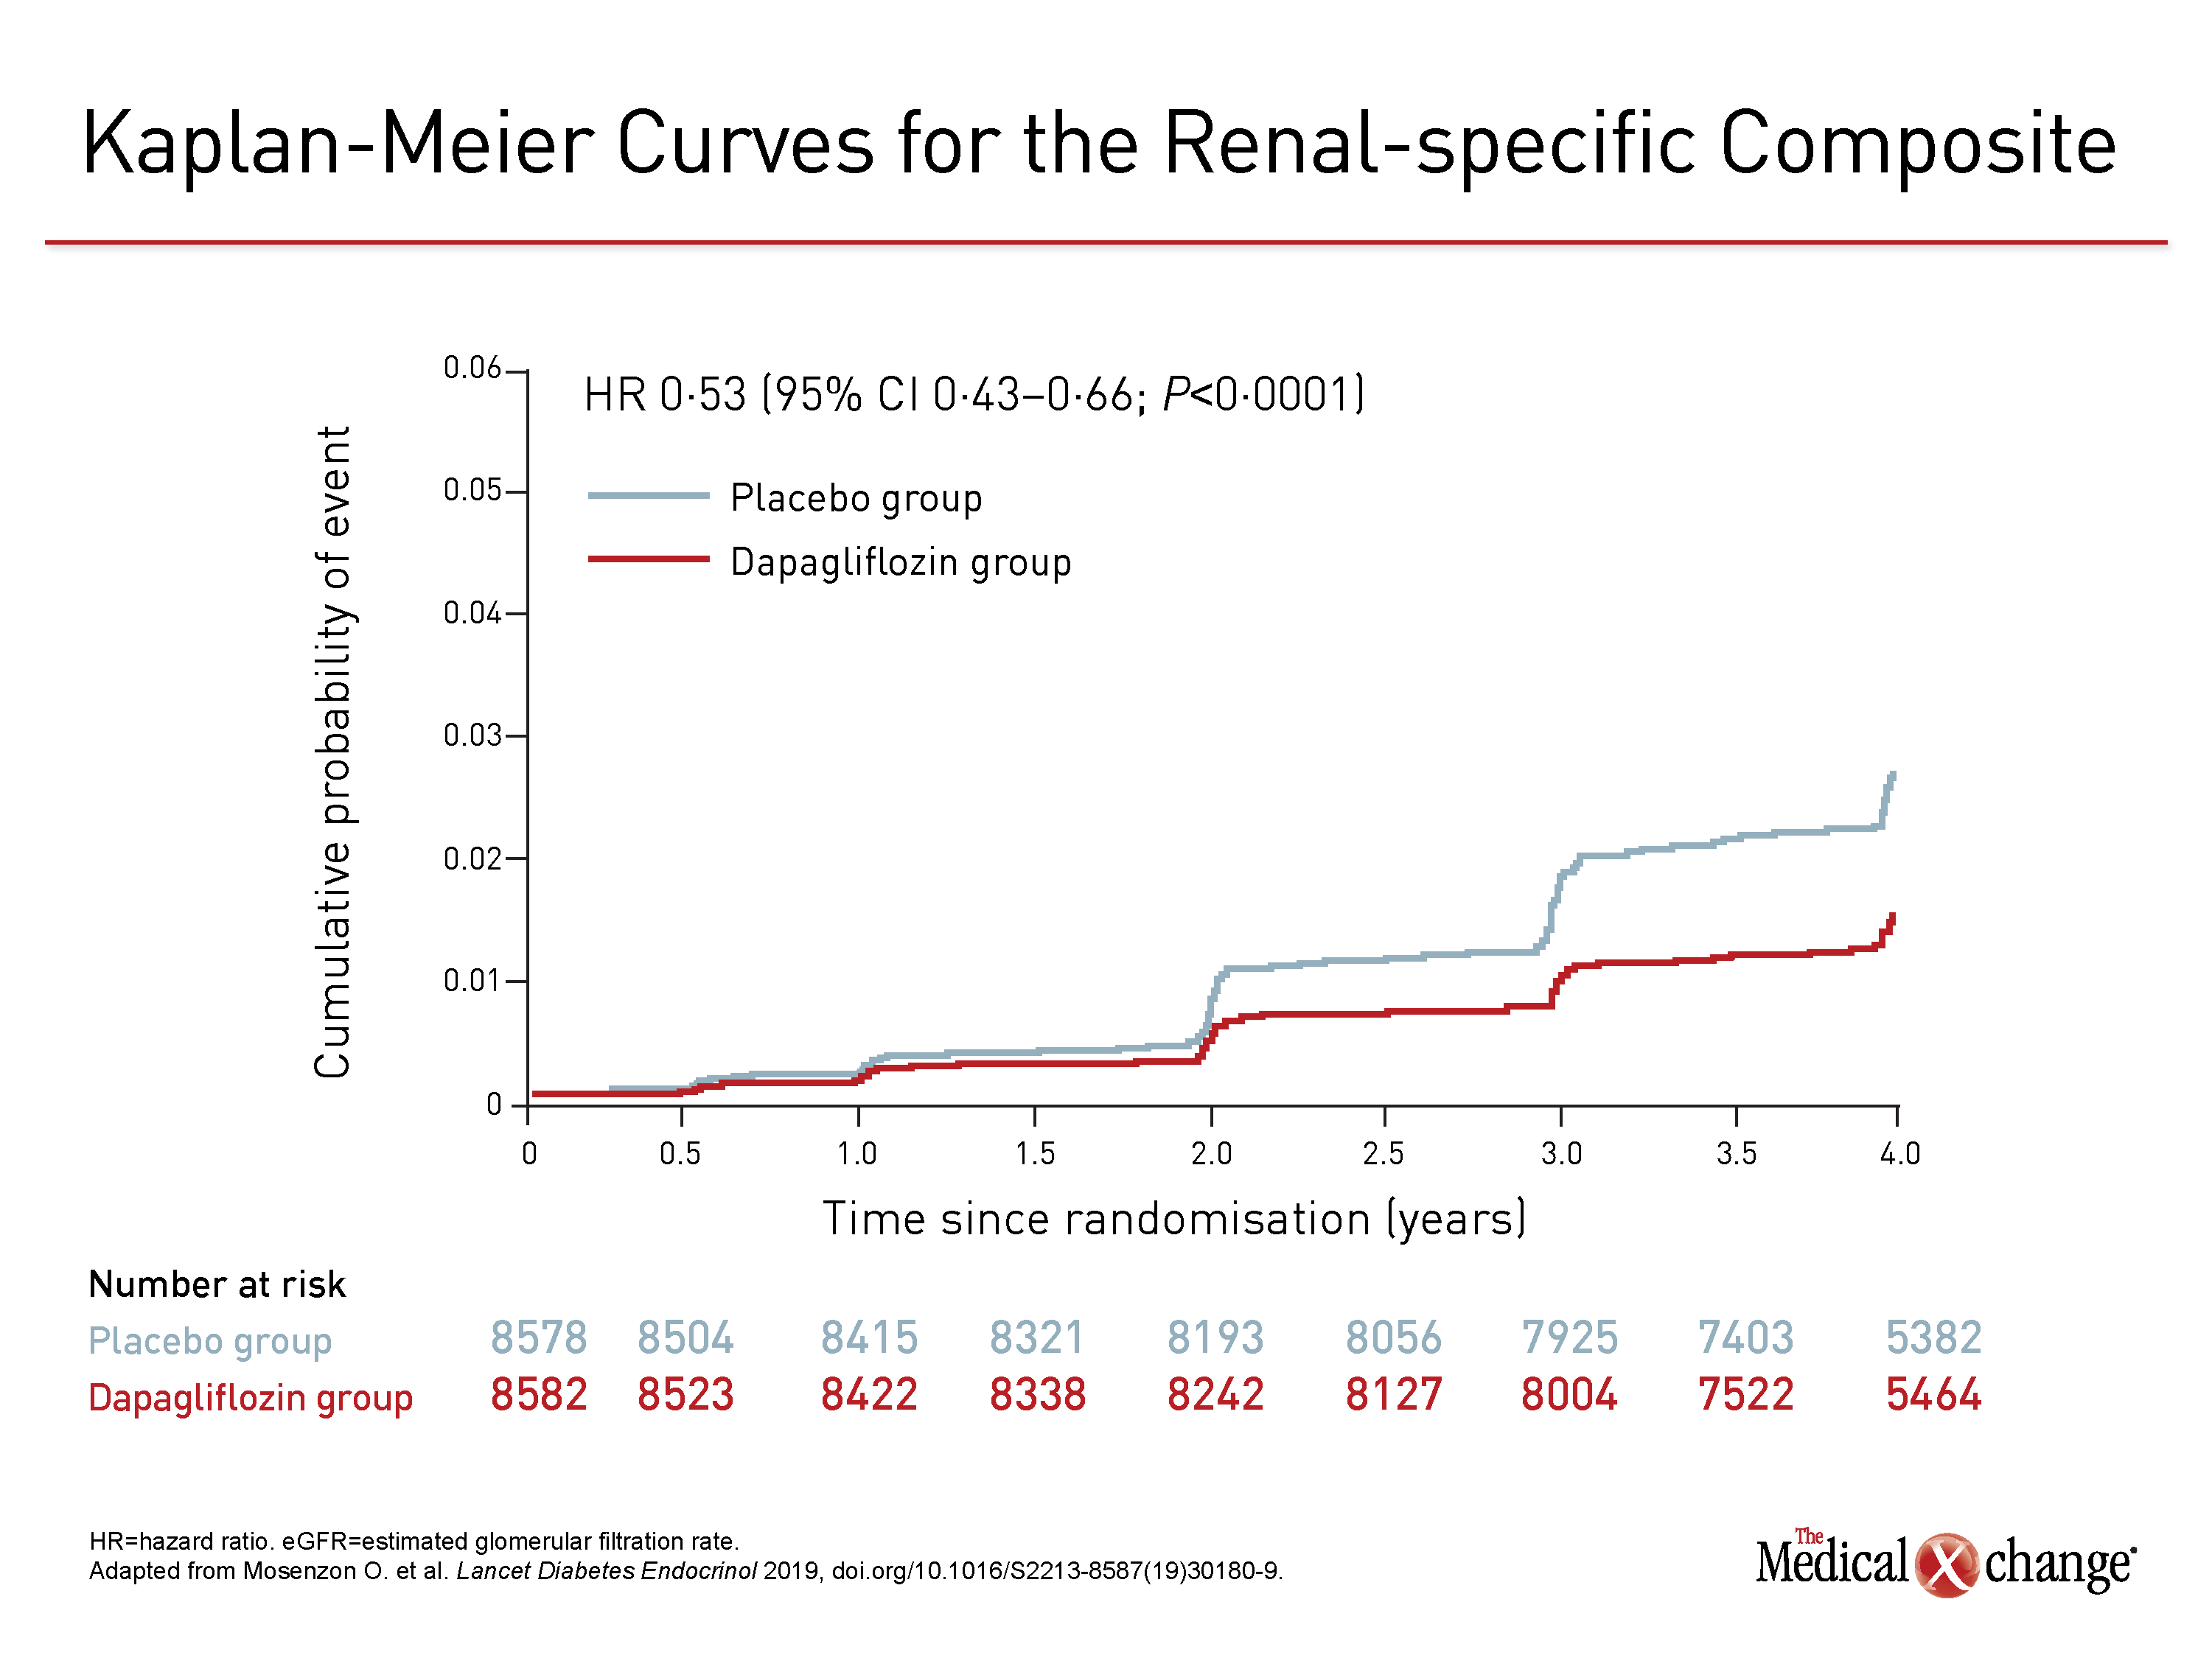 Kaplan-Meier Curves for the Renal-specific Composite
HR 0·53 (95% CI 0·43–0·66; P<0·0001)
Placebo group
Dapagliflozin group
Cumulative probability of event
0.06
0.05
0.04
0.03
0.02
0.01
0
0 0.5 1.0 1.5 2.0 2.5 3.0 3.5 4.0
Time since randomisation (years)
Number at risk
Placebo group 8578 8504 8415 8321 8193 8056 7925 7403 5382
Dapagliflozin group 8582 8523 8422 8338 8242 8127 8004 7522 5464
HR=hazard ratio. eGFR=estimated glomerular filtration rate.
Adapted from Mosenzon O. et al. Lancet Diabetes Endocrinol 2019, doi.org/10.1016/S2213-8587(19)30180-9.
The
Medical Xchange